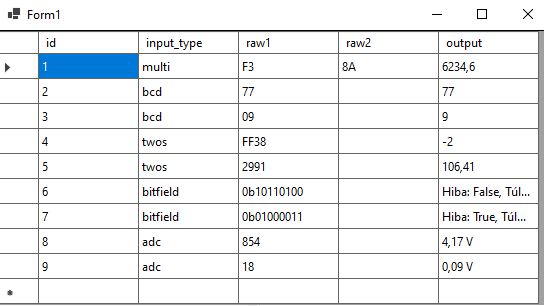 Form1
id input_type raw1 raw2 output
1 multi F3 8A 6234,6
2 bcd 77 77
3 bcd 09 9
4 twos FF38 -2
5 twos 2991 106,41
6 bitfield 0b10110100 Hiba: False, Túl...
7 bitfield 0b01000011 Hiba: True, Túl...
8 adc 854 4,17 V
9 adc 18 0,09 V